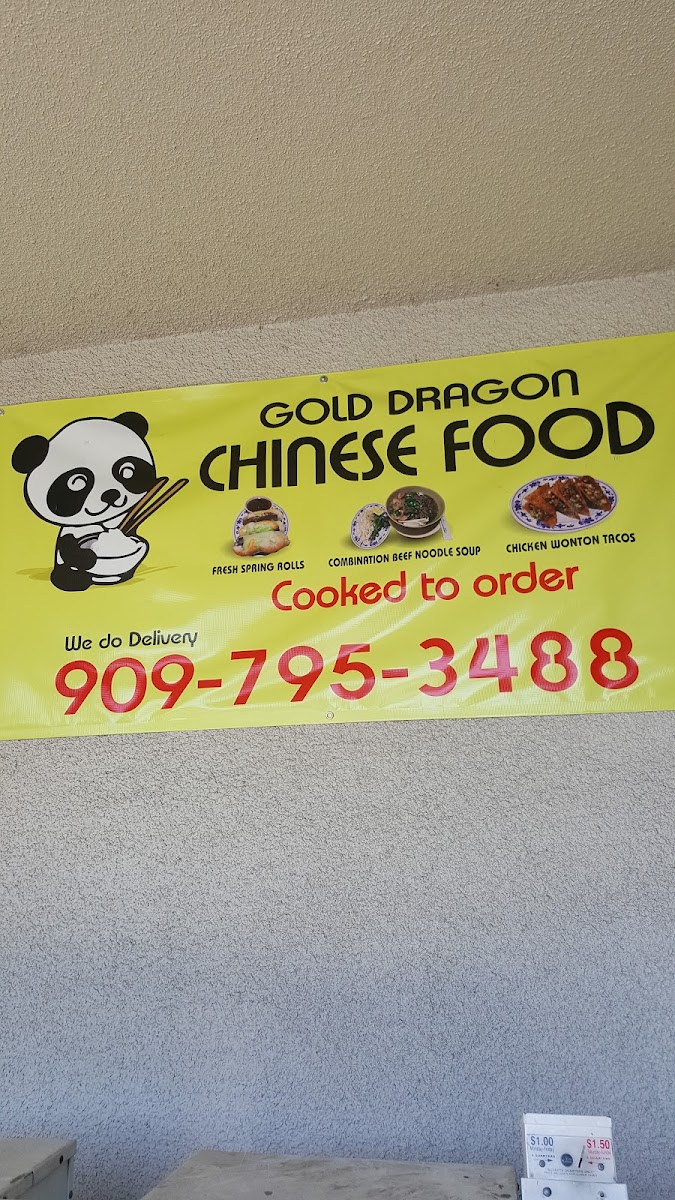 GOLD DRAGON
CHINESE FOOD
FRESH SPRING ROLLS
COMBINATION BEEF NOODLE SOUP
CHICKEN WONTON TACOS
Cooked to order
We do Delivery
909-795-3488
$1.00
$1.50